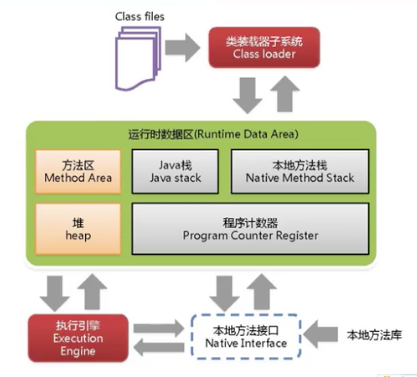 Class files
类装载器子系统
Class loader
运行时数据区(Runtime Data Area)
方法区
Method Area
Java栈
Java stack
本地方法栈
Native Method Stack
堆
heap
程序计数器
Program Counter Register
执行引擎
Execution
Engine
本地方法接口
Native Interface
本地方法库